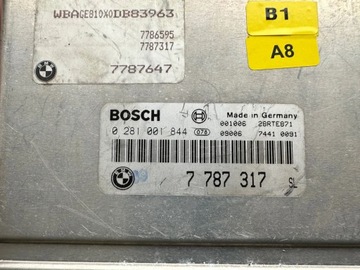 WBAGE810X0DB83963
7786595
7787317
7787647
B1
A8
BOSCH
Made in Germany
0 281 001 844
001006 26RTE871
09006 7441 0091
7 787 317